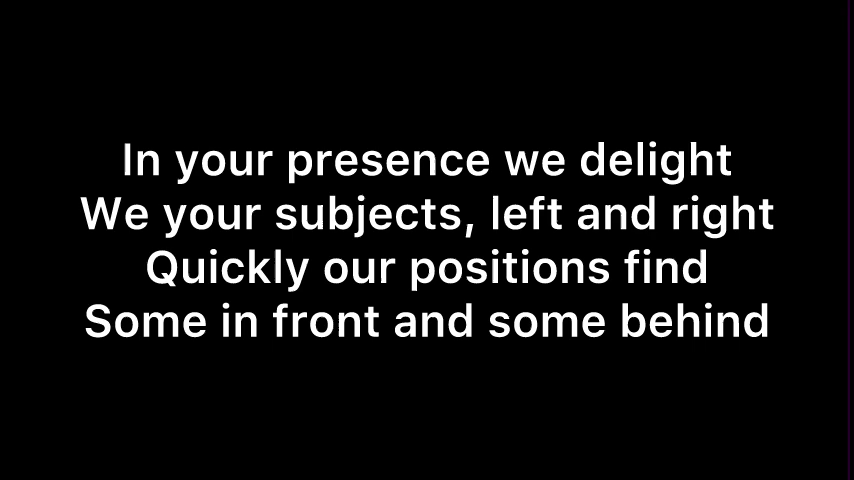 In your presence we delight
We your subjects, left and right
Quickly our positions find
Some in front and some behind